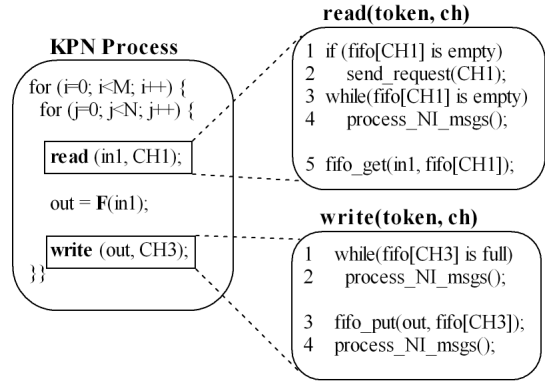 KPN Process
for (i=0; i<M; i++) {
for (j=0; j<N; j++) {
read (in1, CH1);
out = F(in1);
write (out, CH3);
}}
read(token, ch)
1 if (fifo[CH1] is empty)
2 send_request(CH1);
3 while(fifo[CH1] is empty)
4 process_NI_msgs();
5 fifo_get(in1, fifo[CH1]);
write(token, ch)
1 while(fifo[CH3] is full)
2 process_NI_msgs();
3 fifo_put(out, fifo[CH3]);
4 process_NI_msgs();